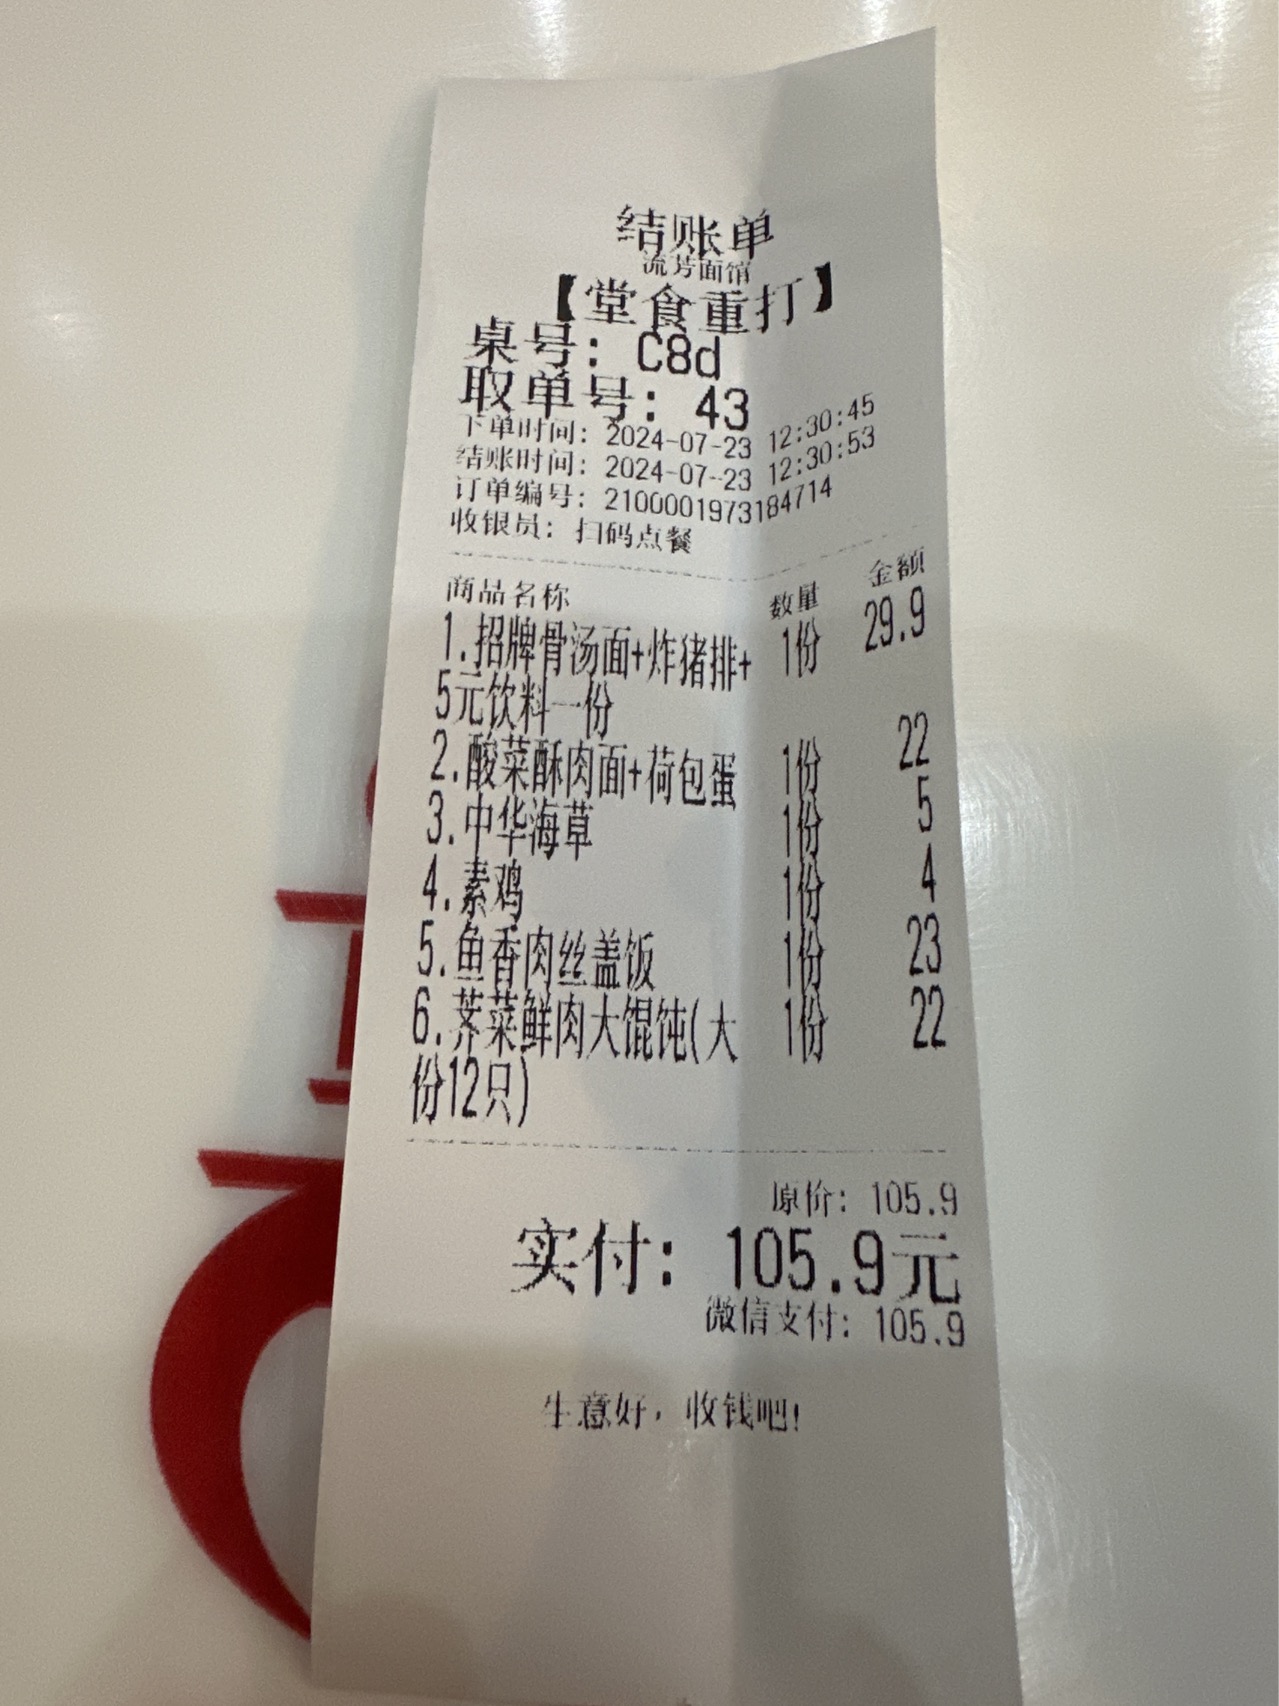 结账单
流芳面馆
【堂食重打】
桌号: C8d
取单号: 43
下单时间: 2024-07-23 12:30:45
结账时间: 2024-07-23 12:30:53
订单编号: 2100001973184714
收银员: 扫码点餐
商品名称 数量 金额
1.招牌骨汤面+炸猪排+ 1份 29.9
5元饮料一份
2.酸菜酥肉面+荷包蛋 1份 22
3.中华海草 1份 5
4.素鸡 1份 4
5.鱼香肉丝盖饭 1份 23
6.荠菜鲜肉大馄饨(大 1份 22
份12只)
原价: 105.9
实付: 105.9元
微信支付: 105.9
生意好，收钱吧!